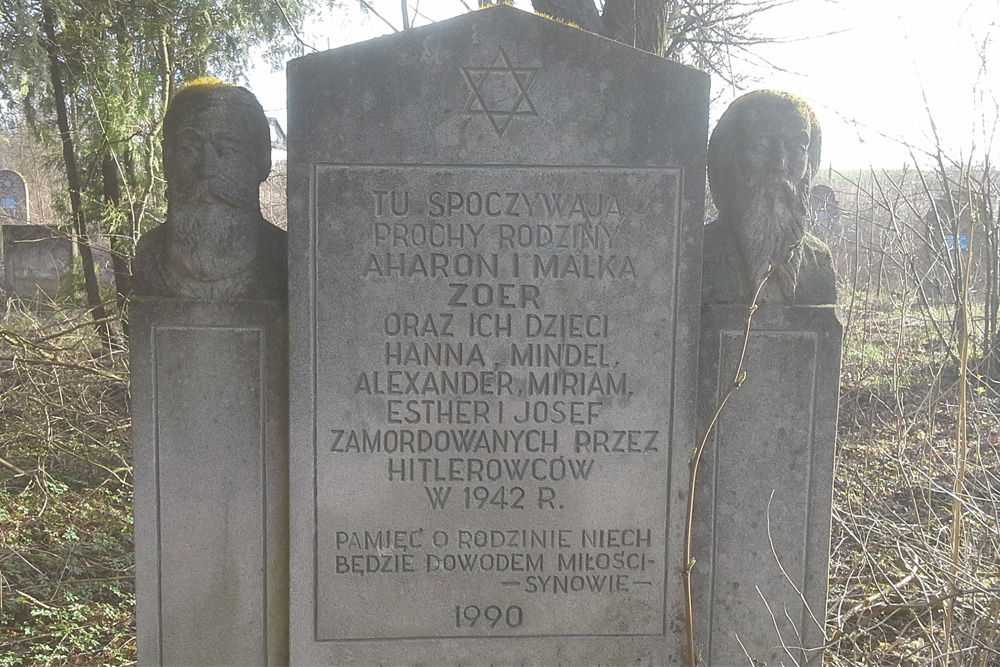 TU SPOCZYWAJĄ
PROCHY RODZINY
AHARON I MALKA
ZOER
ORAZ ICH DZIECI
HANNA, MINDEL,
ALEXANDER, MIRIAM,
ESTHER I JOSEF
ZAMORDOWANYCH PRZEZ
HITLEROWCÓW
W 1942 R.
PAMIĘĆ O RODZINIE NIECH
BĘDZIE DOWODEM MIŁOŚCI-
—SYNOWIE—
1990